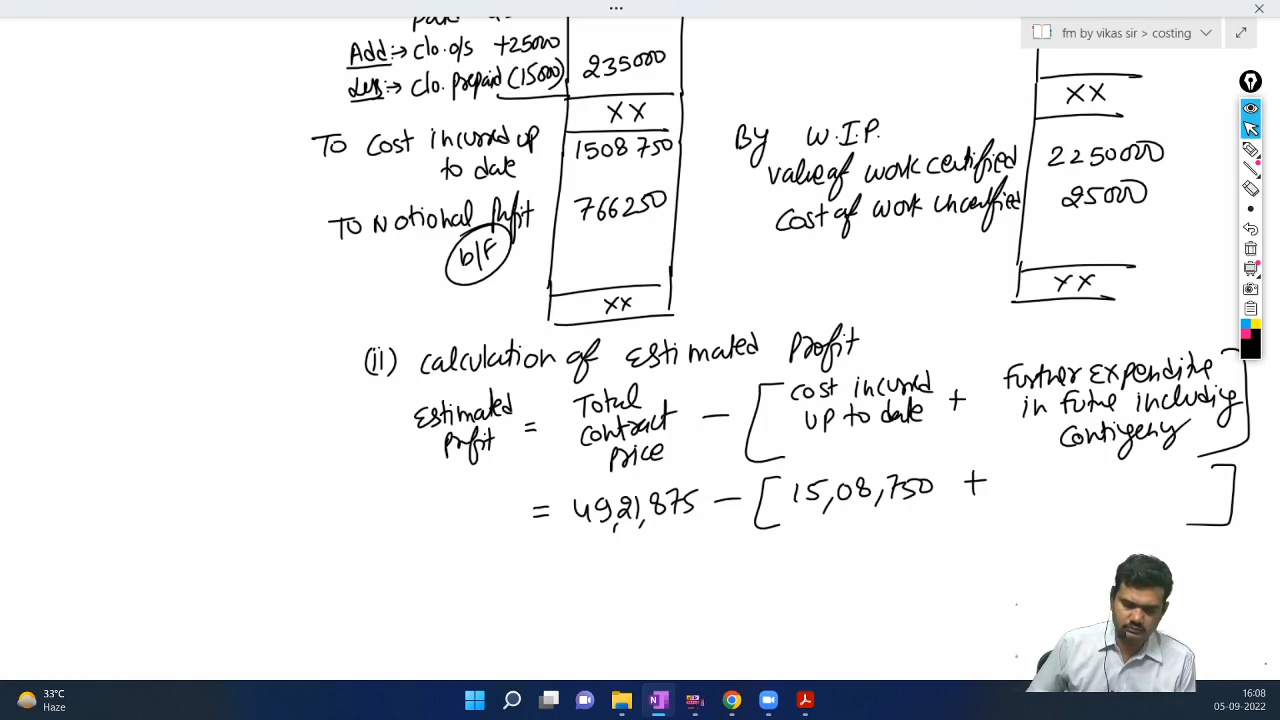 fm by vikas sir > costing
Add:→ clo. o/s +25000
Less:→ clo. prepaid (15000) 235000
XX XX
To Cost incurred up to date 1508750
By W.I.P.
value of work certified 2250000
cost of work uncertified 25000
To Notional Profit 766250
b/F
XX XX
(ii) calculation of Estimated Profit
Estimated Profit = Total contract price − [cost incurred up to date + further Expenditre in future including contigency]
= 49,21,875 − [15,08,750 + ]
33°C
Haze
16:08
05-09-2022